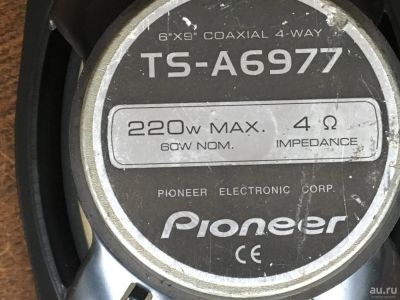 6"X9" COAXIAL 4-WAY
TS-A6977
220W MAX. 4 Ω
60W NOM. IMPEDANCE
PIONEER ELECTRONIC CORP.
Pioneer
CE
au.ru